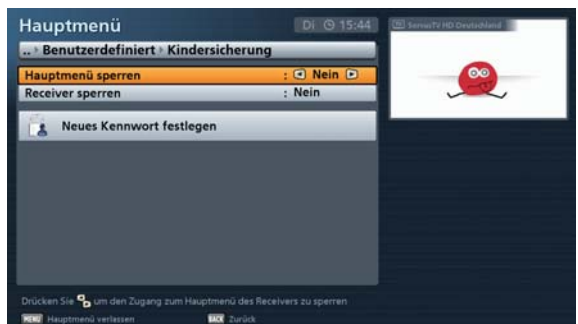 Hauptmenü
Di 15:44
ServusTV HD Deutschland
.. Benutzerdefiniert Kindersicherung
Hauptmenü sperren : Nein
Receiver sperren : Nein
Neues Kennwort festlegen
Drücken Sie um den Zugang zum Hauptmenü des Receivers zu sperren
MENU Hauptmenü verlassen BACK Zurück